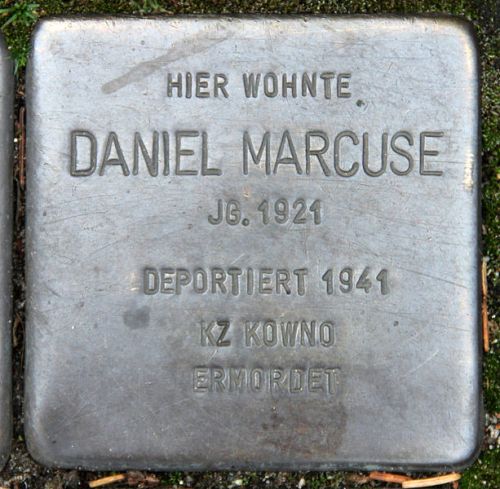 HIER WOHNTE
DANIEL MARCUSE
JG. 1921
DEPORTIERT 1941
KZ KOWNO
ERMORDET